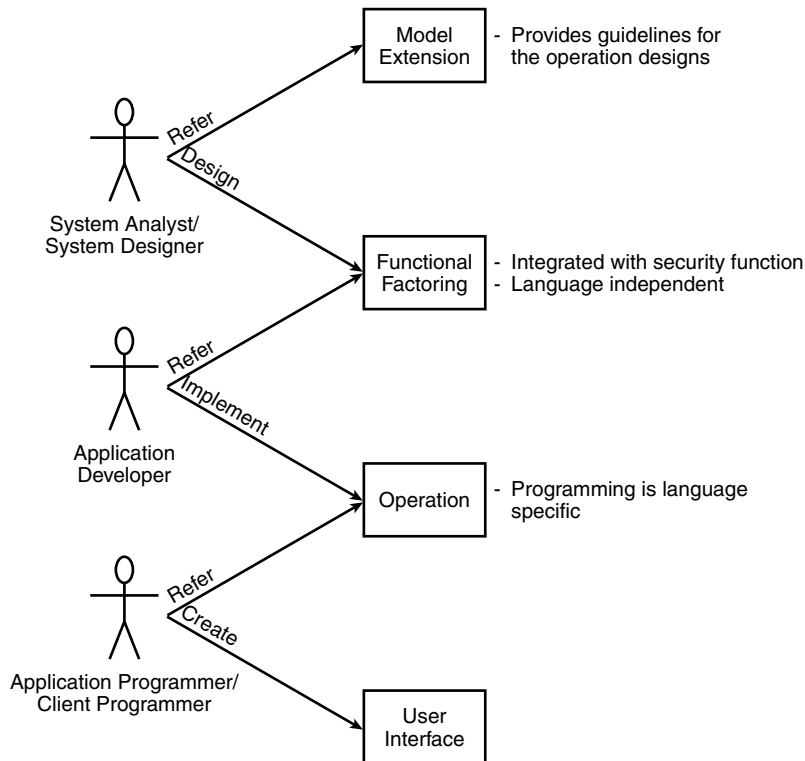 Model
Extension
- Provides guidelines for
the operation designs
Refer
Design
System Analyst/
System Designer
Functional
Factoring
- Integrated with security function
- Language independent
Refer
Implement
Application
Developer
Operation
- Programming is language
specific
Refer
Create
Application Programmer/
Client Programmer
User
Interface